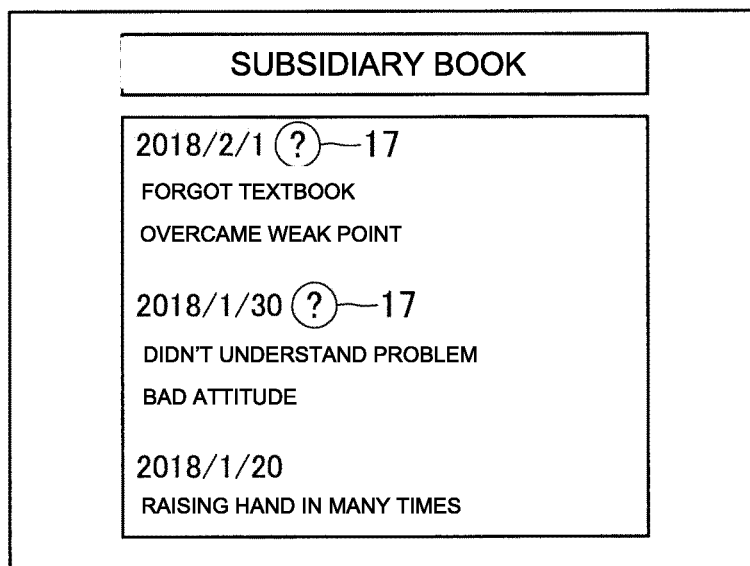 SUBSIDIARY BOOK
2018/2/1 ? 17
FORGOT TEXTBOOK
OVERCAME WEAK POINT
2018/1/30 ? 17
DIDN'T UNDERSTAND PROBLEM
BAD ATTITUDE
2018/1/20
RAISING HAND IN MANY TIMES